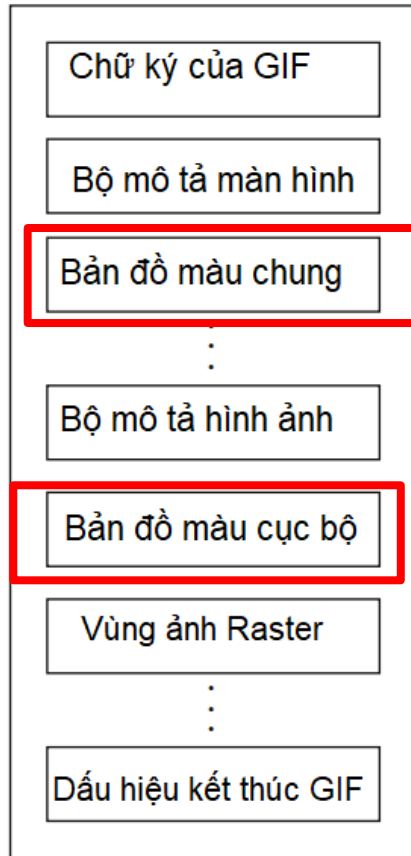 Chữ ký của GIF
Bộ mô tả màn hình
Bản đồ màu chung
Bộ mô tả hình ảnh
Bản đồ màu cục bộ
Vùng ảnh Raster
Dấu hiệu kết thúc GIF